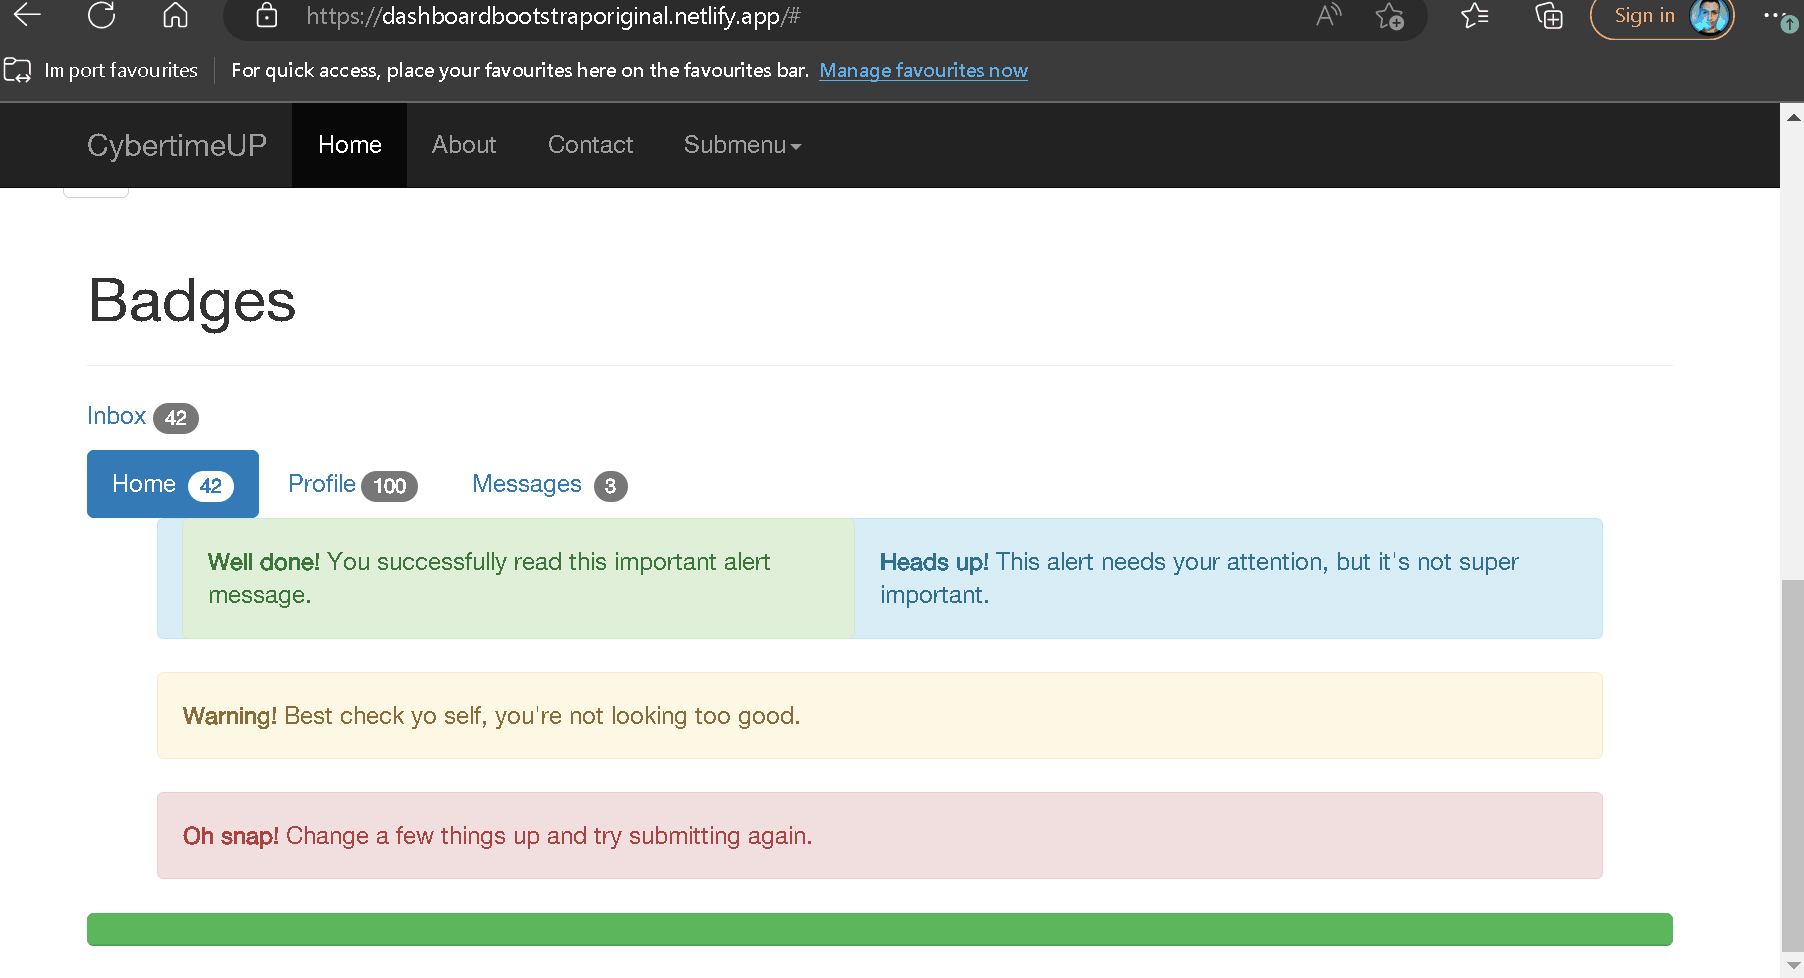 https://dashboardbootstraporiginal.netlify.app/#
Sign in
Import favourites
For quick access, place your favourites here on the favourites bar. Manage favourites now
CybertimeUP Home About Contact Submenu
Badges
Inbox 42
Home 42 Profile 100 Messages 3
Well done! You successfully read this important alert
message.
Heads up! This alert needs your attention, but it's not super
important.
Warning! Best check yo self, you're not looking too good.
Oh snap! Change a few things up and try submitting again.